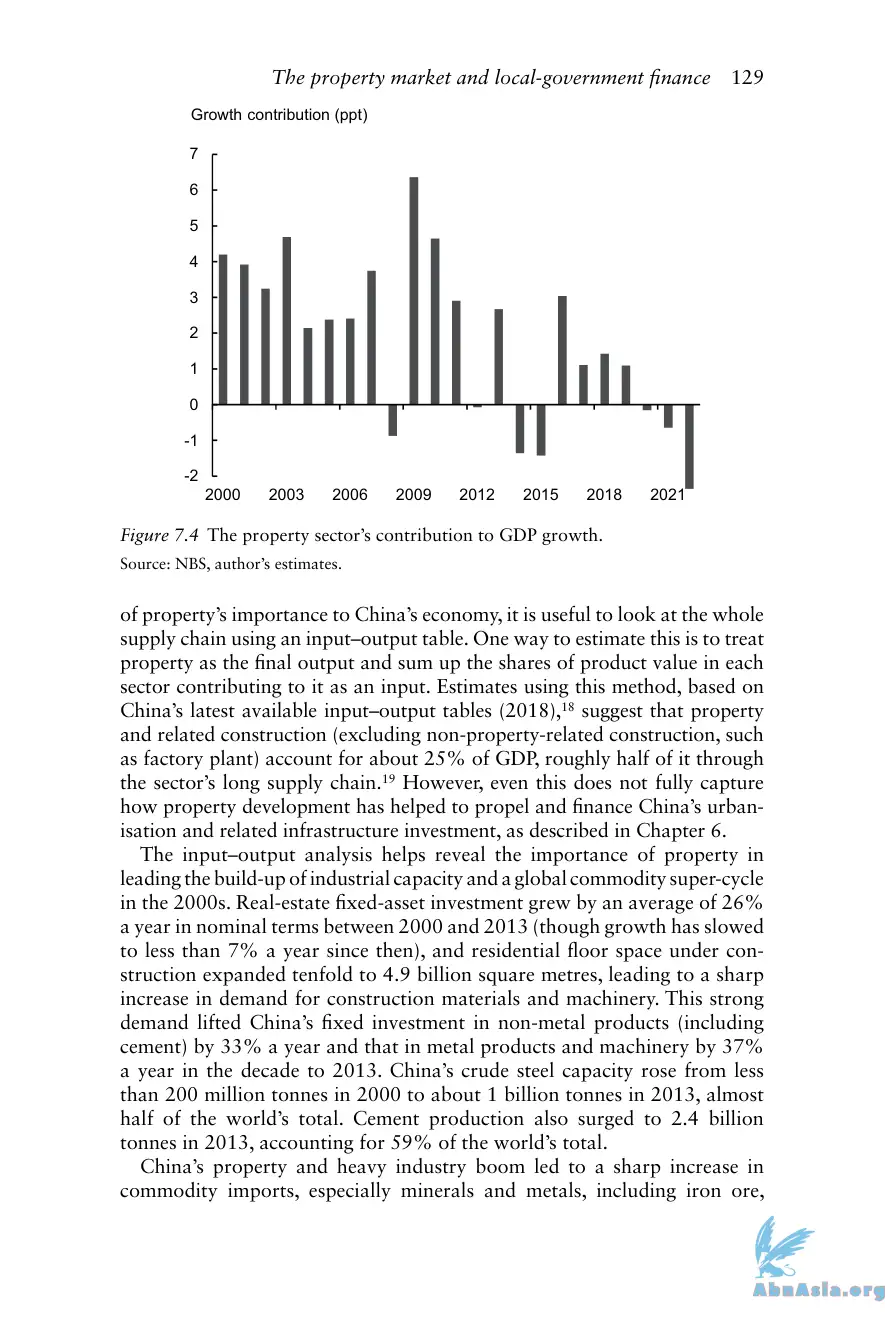 The property market and local-government finance 129
Growth contribution (ppt)
7
6
5
4
3
2
1
0
-1
-2
2000 2003 2006 2009 2012 2015 2018 2021
Figure 7.4 The property sector’s contribution to GDP growth.
Source: NBS, author’s estimates.
of property’s importance to China’s economy, it is useful to look at the whole
supply chain using an input–output table. One way to estimate this is to treat
property as the final output and sum up the shares of product value in each
sector contributing to it as an input. Estimates using this method, based on
China’s latest available input–output tables (2018),¹⁸ suggest that property
and related construction (excluding non-property-related construction, such
as factory plant) account for about 25% of GDP, roughly half of it through
the sector’s long supply chain.¹⁹ However, even this does not fully capture
how property development has helped to propel and finance China’s urban-
isation and related infrastructure investment, as described in Chapter 6.
The input–output analysis helps reveal the importance of property in
leading the build-up of industrial capacity and a global commodity super-cycle
in the 2000s. Real-estate fixed-asset investment grew by an average of 26%
a year in nominal terms between 2000 and 2013 (though growth has slowed
to less than 7% a year since then), and residential floor space under con-
struction expanded tenfold to 4.9 billion square metres, leading to a sharp
increase in demand for construction materials and machinery. This strong
demand lifted China’s fixed investment in non-metal products (including
cement) by 33% a year and that in metal products and machinery by 37%
a year in the decade to 2013. China’s crude steel capacity rose from less
than 200 million tonnes in 2000 to about 1 billion tonnes in 2013, almost
half of the world’s total. Cement production also surged to 2.4 billion
tonnes in 2013, accounting for 59% of the world’s total.
China’s property and heavy industry boom led to a sharp increase in
commodity imports, especially minerals and metals, including iron ore,
AbnAsia.org